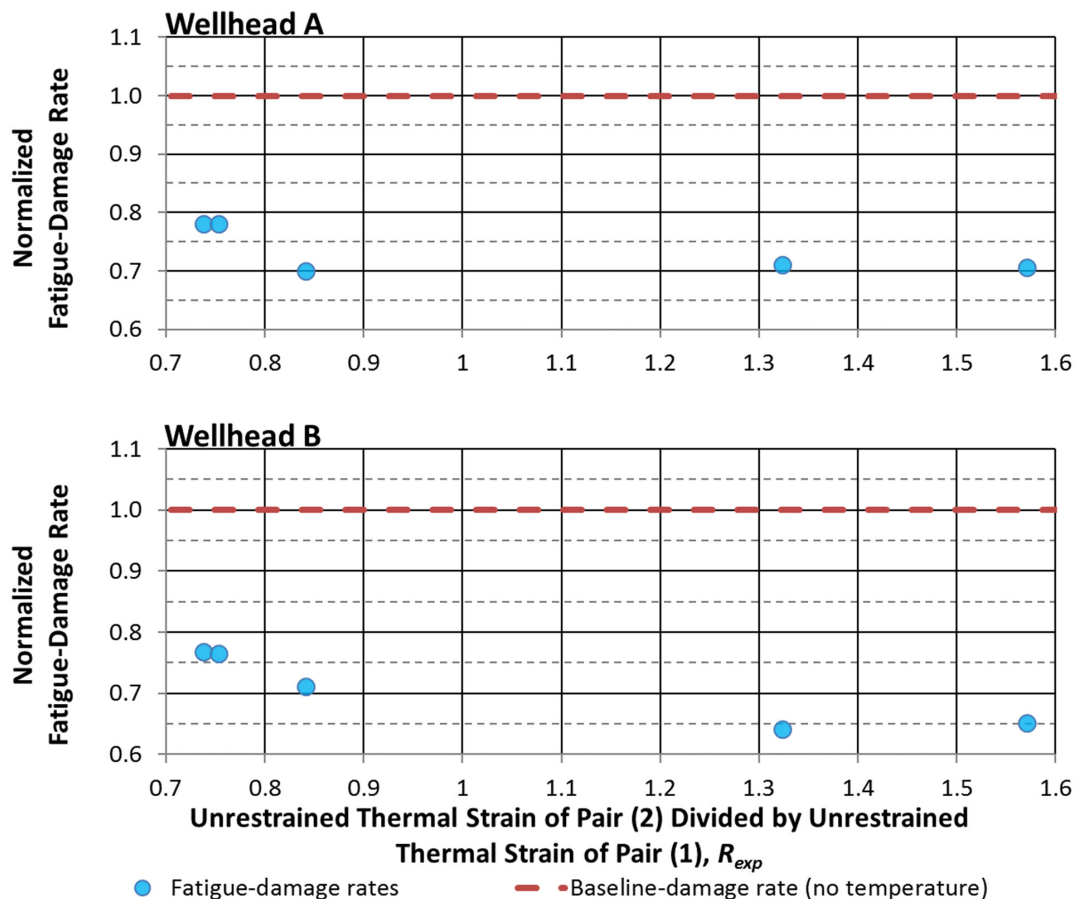 Wellhead A
Normalized
Fatigue-Damage Rate
1.1
1.0
0.9
0.8
0.7
0.6
0.7 0.8 0.9 1 1.1 1.2 1.3 1.4 1.5 1.6
Wellhead B
Normalized
Fatigue-Damage Rate
1.1
1.0
0.9
0.8
0.7
0.6
0.7 0.8 0.9 1 1.1 1.2 1.3 1.4 1.5 1.6
Unrestrained Thermal Strain of Pair (2) Divided by Unrestrained
Thermal Strain of Pair (1), Rexp
Fatigue-damage rates Baseline-damage rate (no temperature)